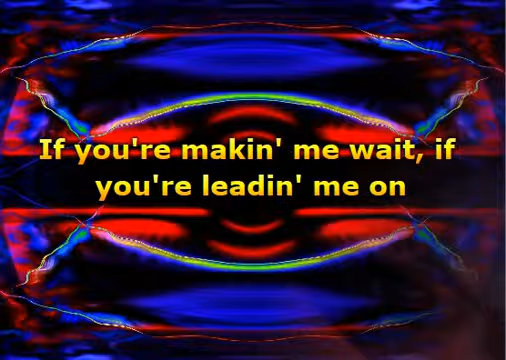 If you're makin' me wait, if
you're leadin' me on